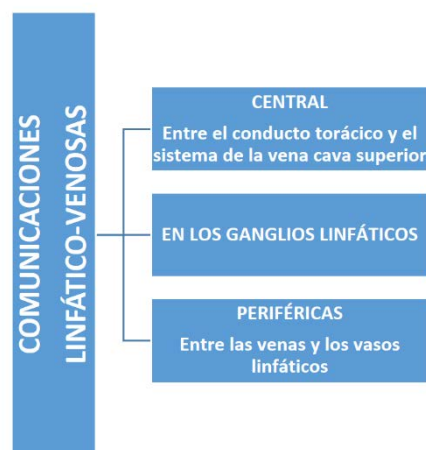 COMUNICACIONES
LINFÁTICO-VENOSAS
CENTRAL
Entre el conducto torácico y el
sistema de la vena cava superior
EN LOS GANGLIOS LINFÁTICOS
PERIFÉRICAS
Entre las venas y los vasos
linfáticos